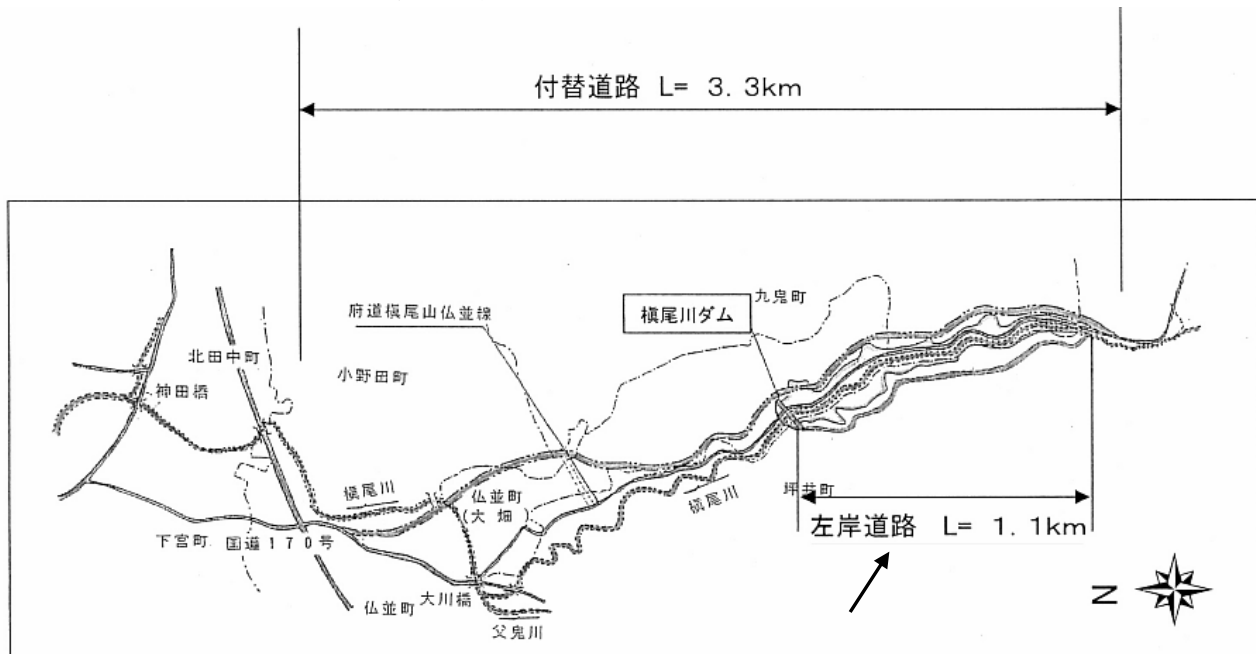 付替道路 L= 3.3km
府道槇尾山仏並線
槇尾川ダム
九鬼町
北田中町
小野田町
神田橋
槇尾川
仏並町
(大畑)
槇尾川
坪井町
左岸道路 L= 1.1km
下宮町
国道170号
大川橋
仏並町
父鬼川
N